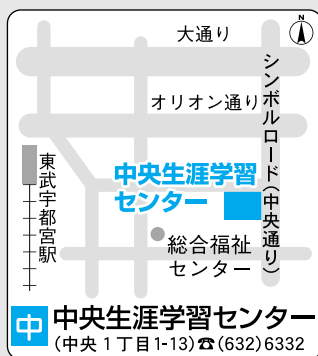 N
大通り
オリオン通り
シンボルロード(中央通り)
東武宇都宮駅
中央生涯学習
センター
総合福祉
センター
中 中央生涯学習センター
(中央1丁目1-13)☎(632)6332